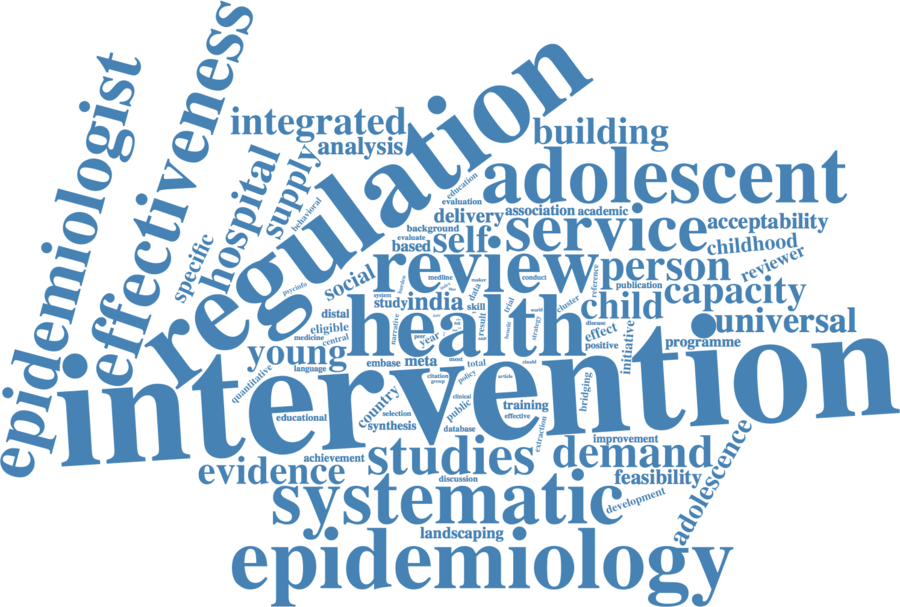 epidemiologist
effectiveness
regulation
integrated
analysis
building
hospital
supply
behavioral
specific
education
evaluation
adolescent
delivery
association
academic
service
acceptability
background
evaluate
based
self
childhood
reviewer
psycinfo
social
review
person
medline
conduct
reference
publication
capacity
burden
system
study
india
skill
data
maker
trial
cluster
child
universal
distal
eligible
medicine
central
narrative
health
year
peer
result
benefit
strategy
world
disease
effect
positive
initiative
programme
young
language
quantitative
embase
meta
most
total
should
intervention
citation
group
policy
article
clinical
public
country
selection
synthesis
educational
database
training
effective
extraction
bridging
improvement
evidence
achievement
studies
discussion
demand
feasibility
adolescence
development
systematic
landscaping
epidemiology